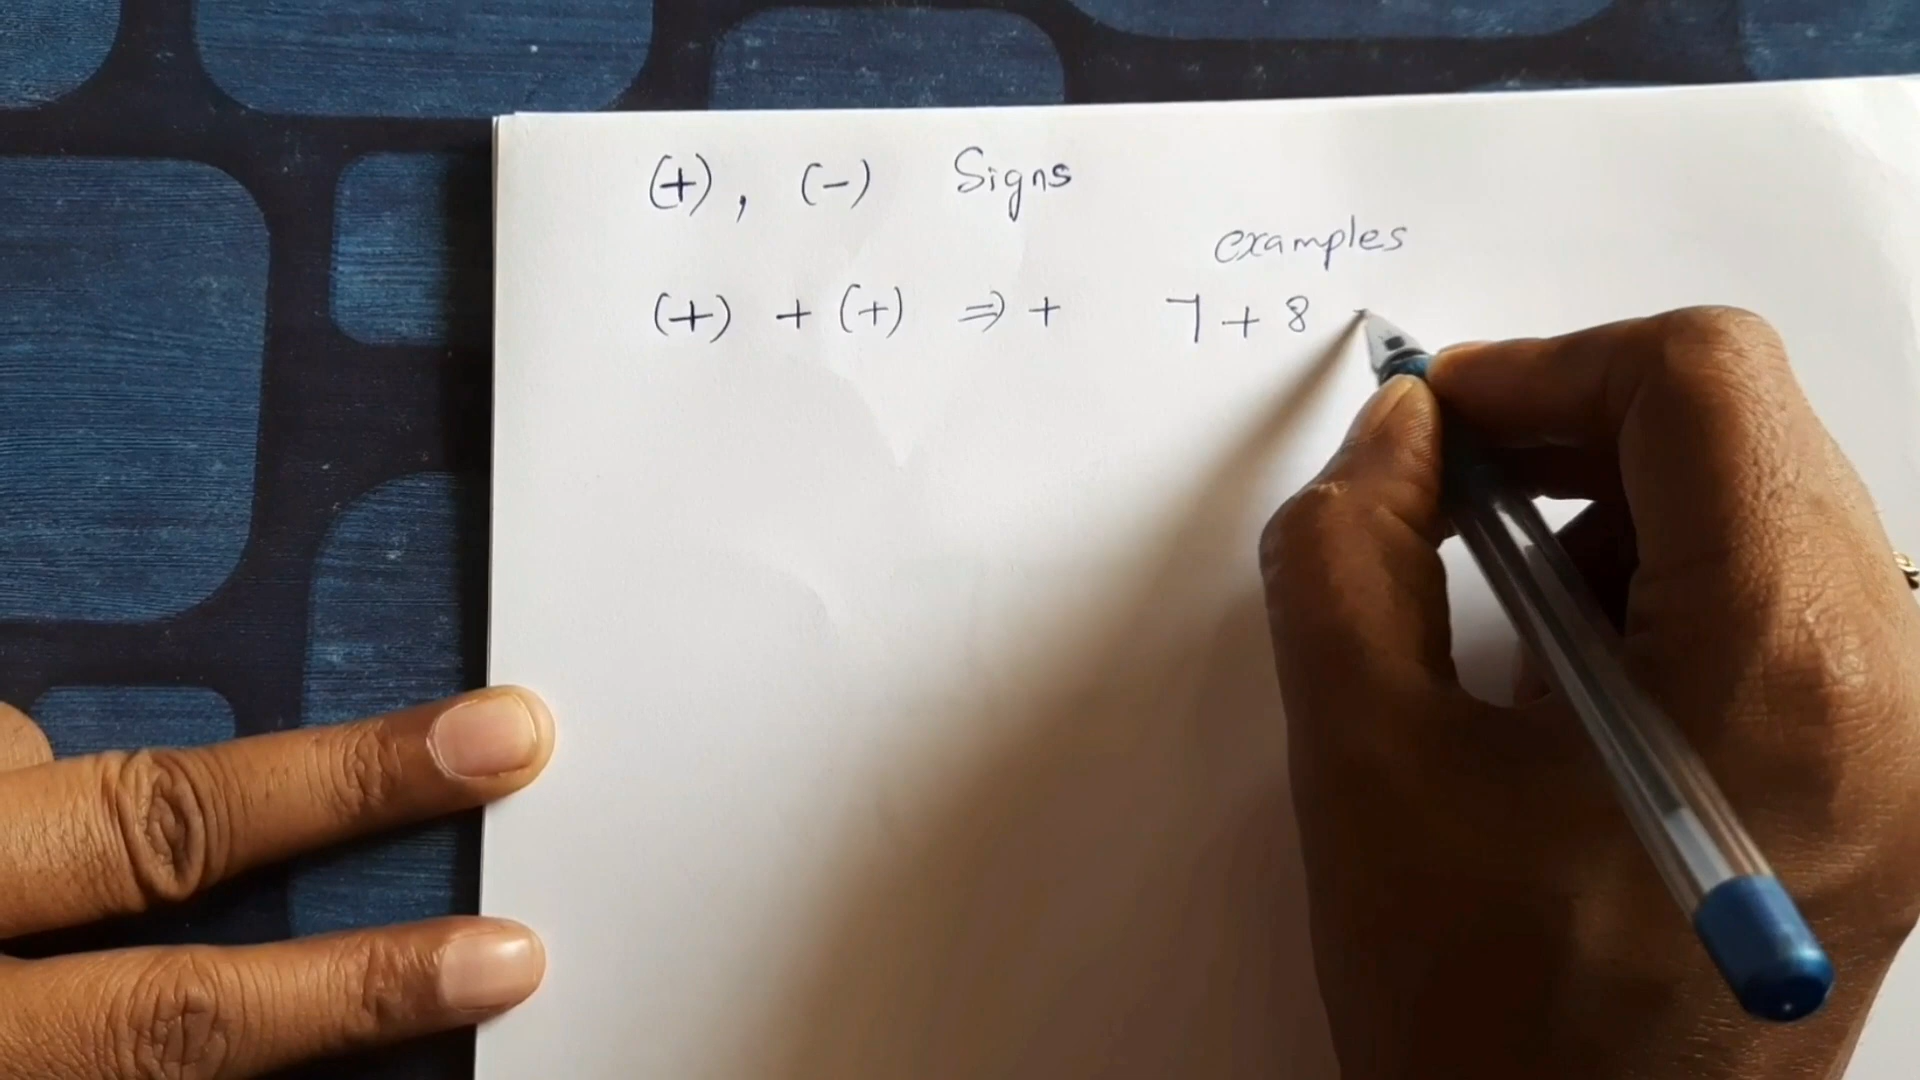 (+), (-) Signs
examples
(+) + (+) ⇒ + 7 + 8